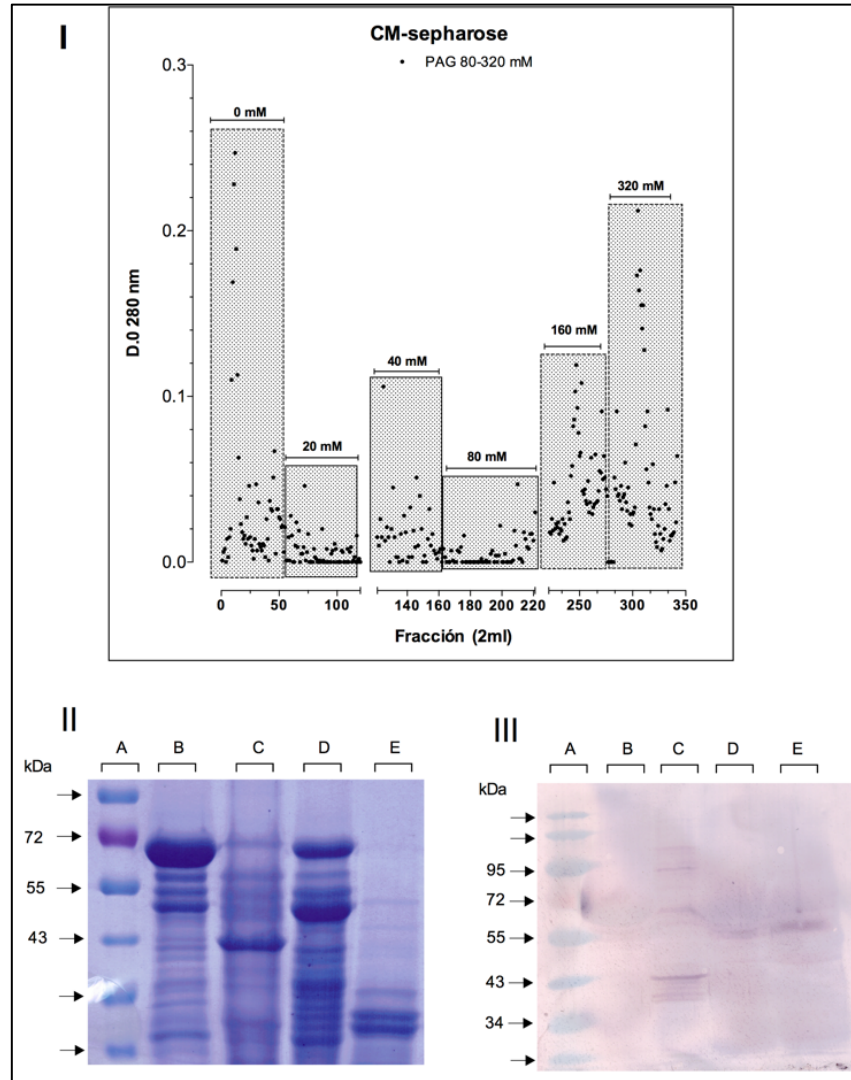 I
CM-sepharose
• PAG 80-320 mM
0.3
0.2
0.1
0.0
D.0 280 nm
0 mM
20 mM
40 mM
80 mM
160 mM
320 mM
0 50 100 140 160 180 200 220 250 300 350
Fracción (2ml)
II
A B C D E
kDa
72
55
43
III
A B C D E
kDa
95
72
55
43
34